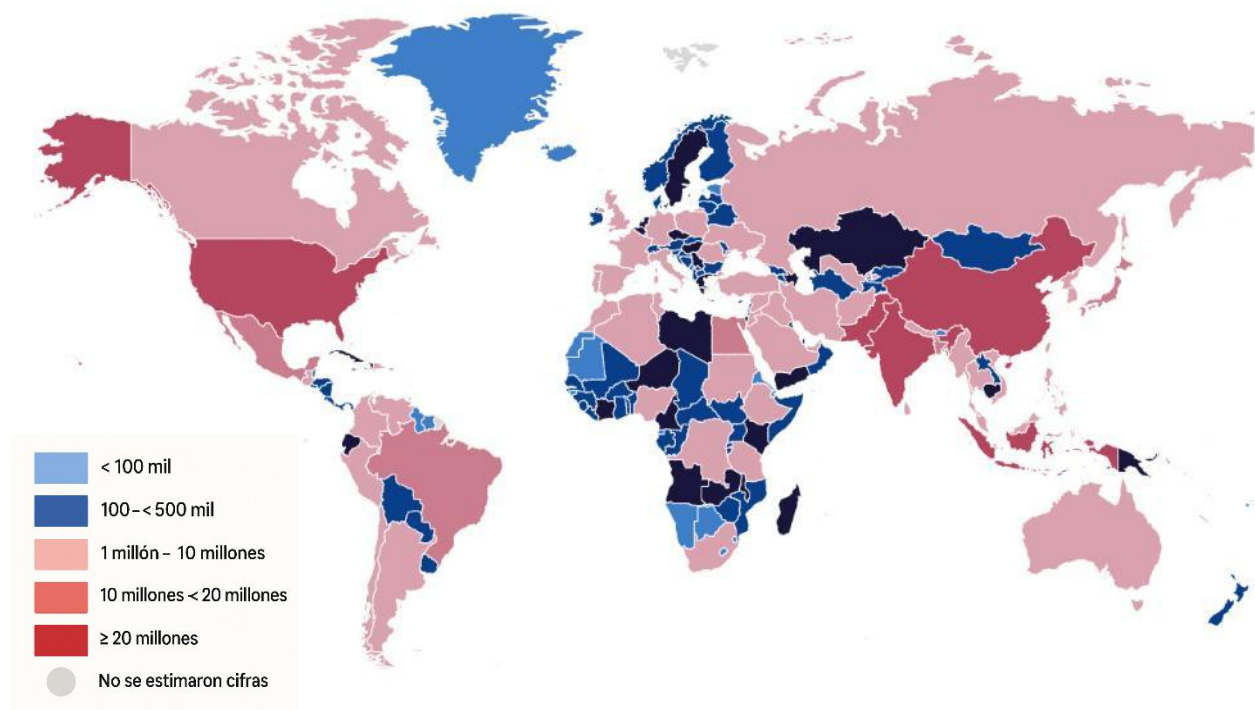 < 100 mil
100 - < 500 mil
1 millón - 10 millones
10 millones < 20 millones
≥ 20 millones
No se estimaron cifras